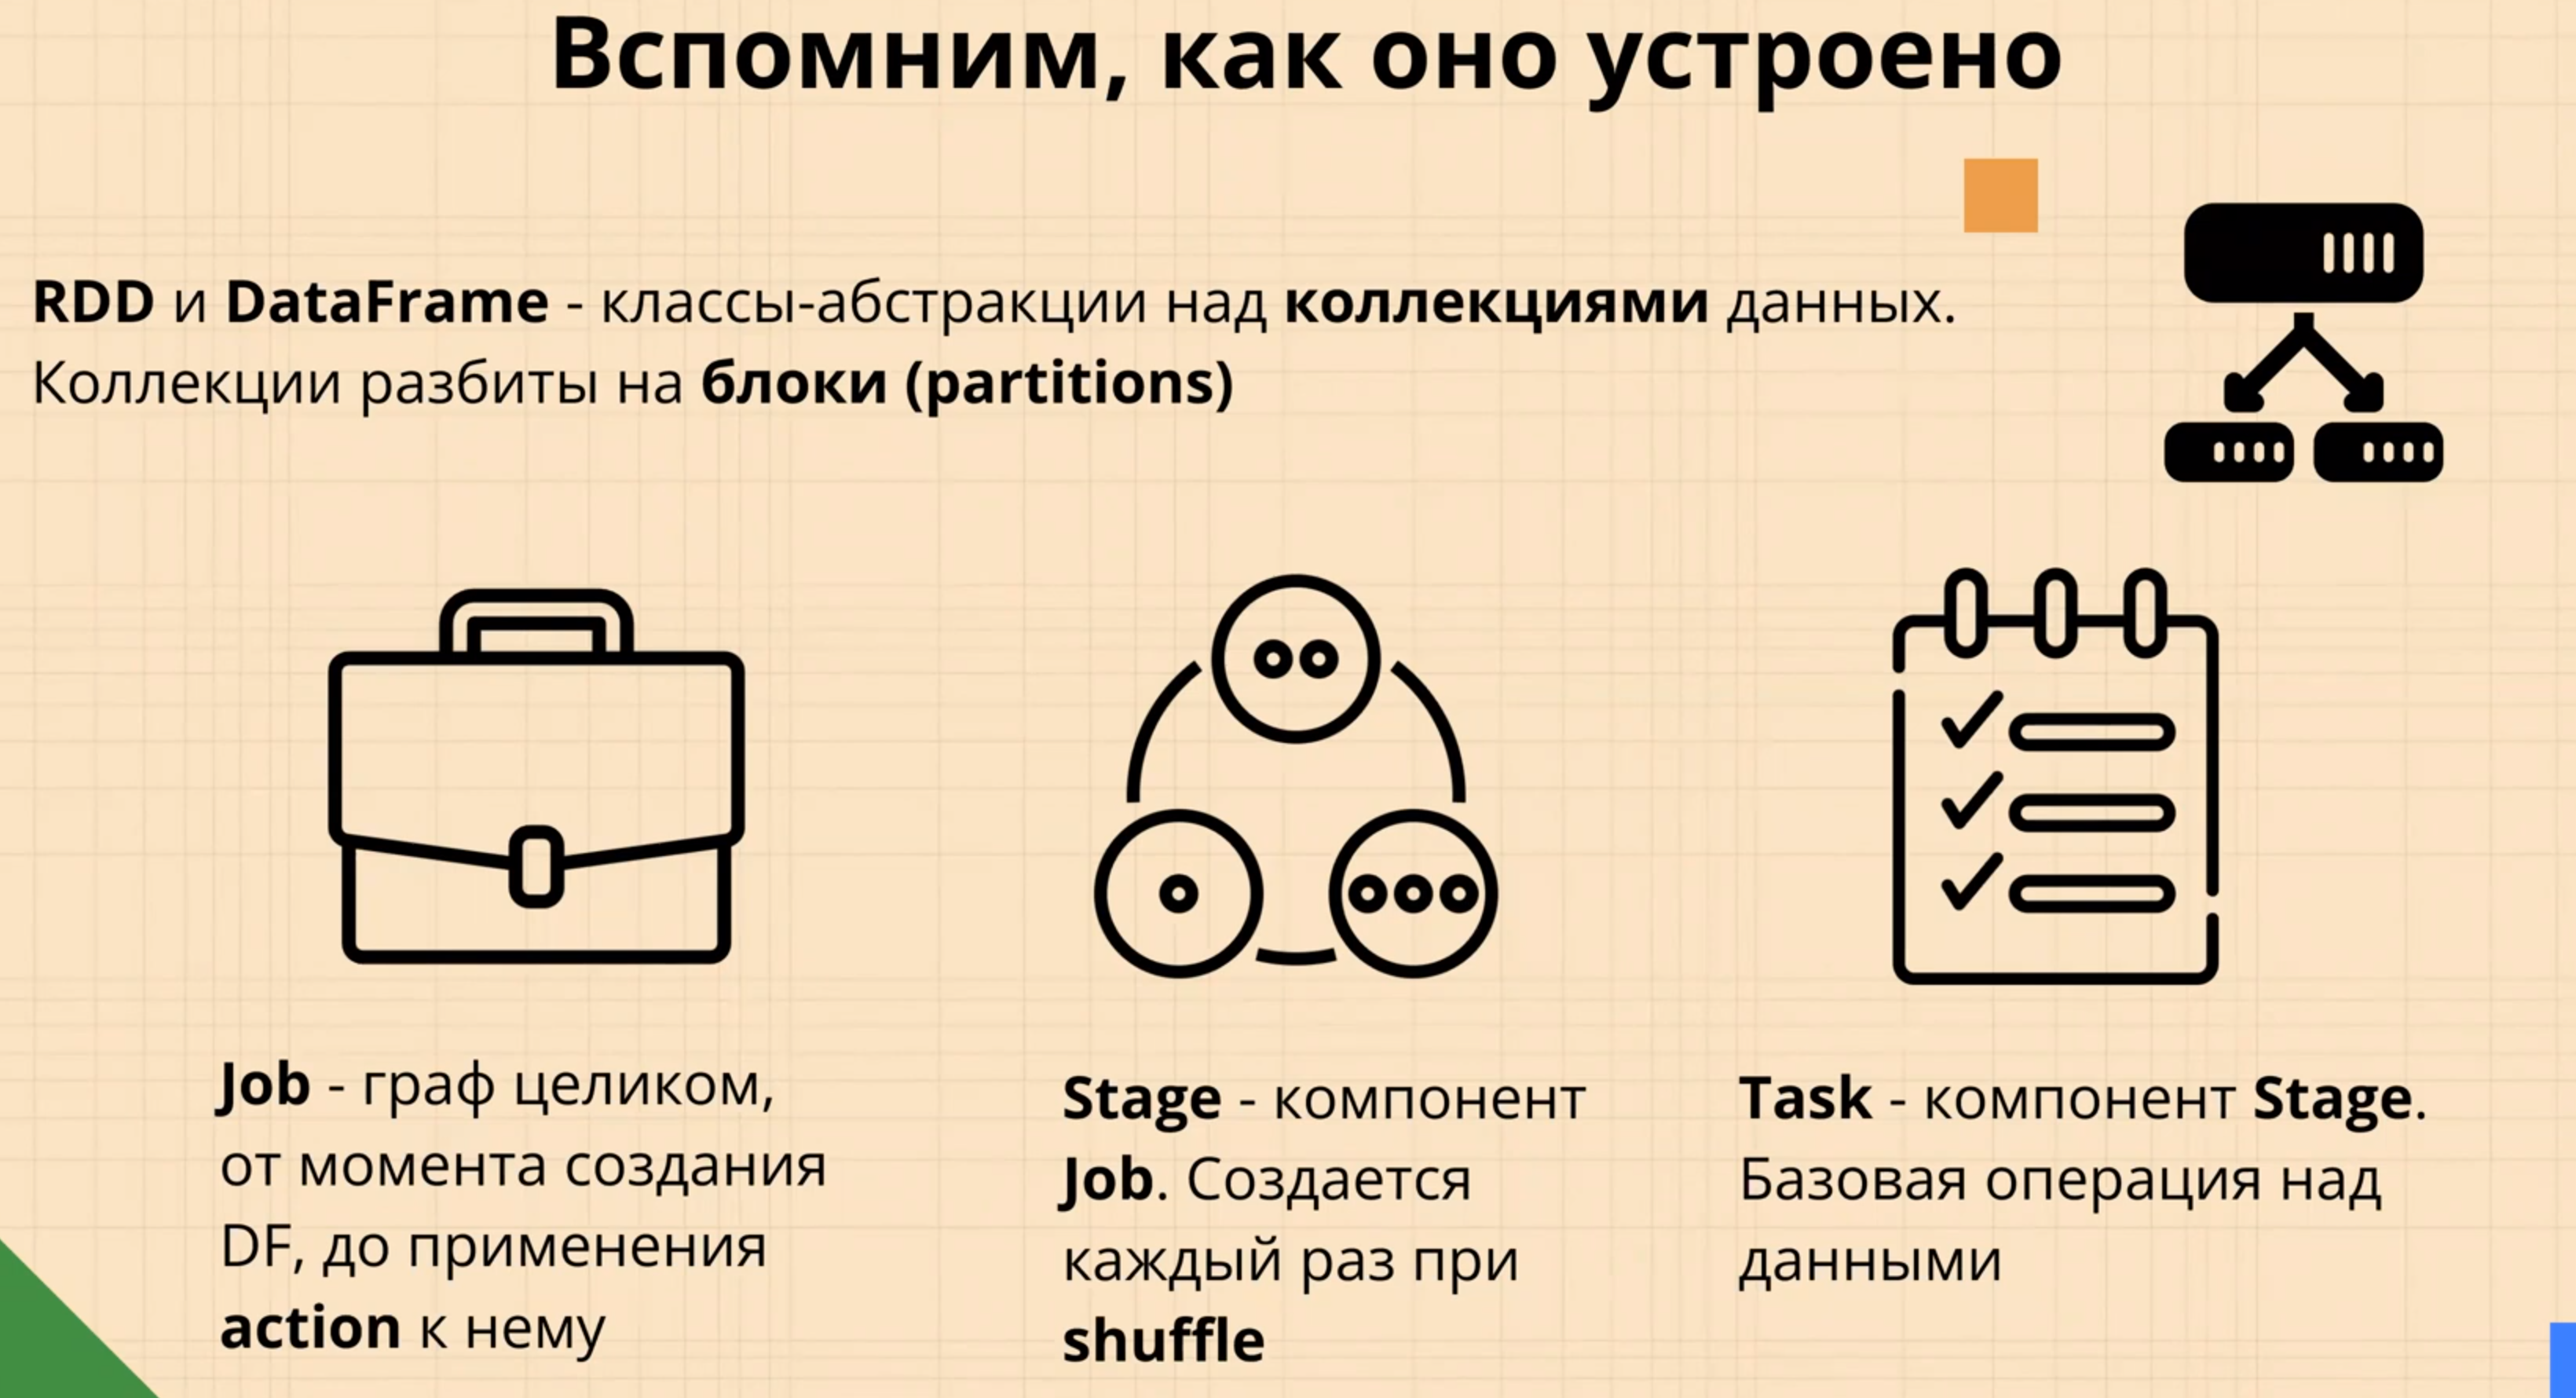 Вспомним, как оно устроено
RDD и DataFrame - классы-абстракции над коллекциями данных.
Коллекции разбиты на блоки (partitions)
Job - граф целиком,
от момента создания
DF, до применения
action к нему
Stage - компонент
Job. Создается
каждый раз при
shuffle
Task - компонент Stage.
Базовая операция над
данными